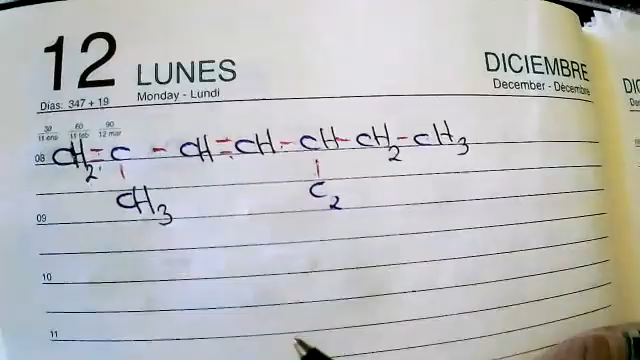 12 LUNES
Monday - Lundi
Días: 347 + 19
DICIEMBRE
December - Décembre
30 60 90
11 ene 11 feb 12 mar
08 CH2 = C - CH = CH - CH - CH2 - CH3
CH3 C2
09
10
11